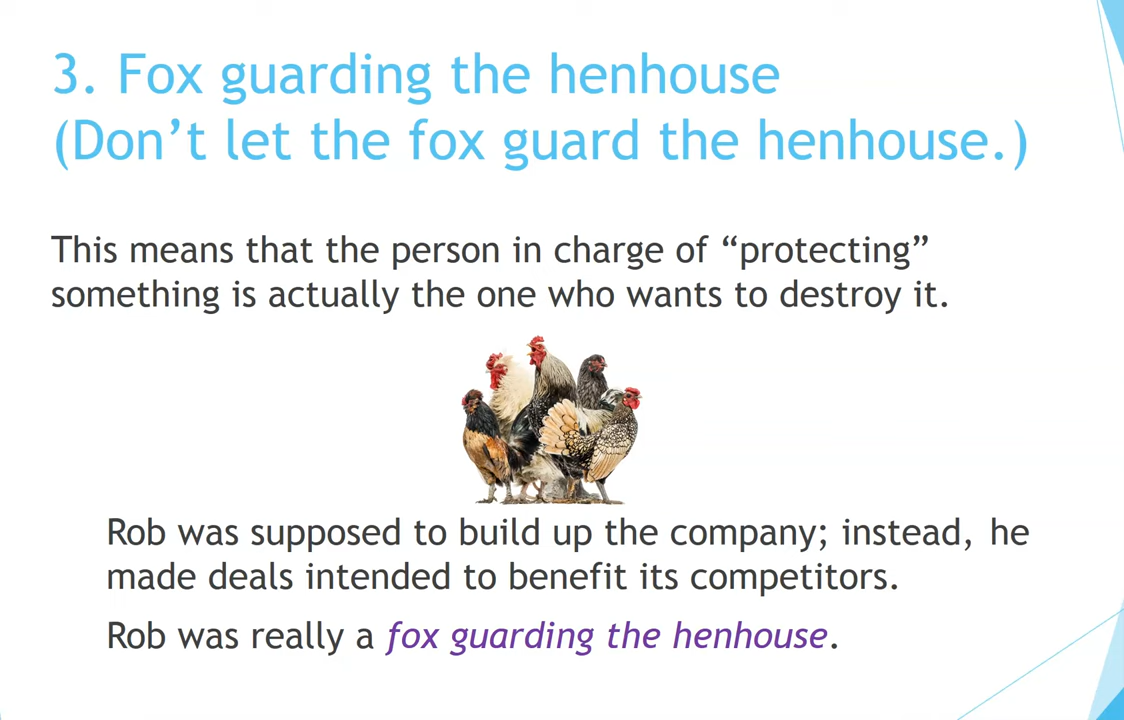 3. Fox guarding the henhouse
(Don’t let the fox guard the henhouse.)
This means that the person in charge of “protecting”
something is actually the one who wants to destroy it.
Rob was supposed to build up the company; instead, he
made deals intended to benefit its competitors.
Rob was really a fox guarding the henhouse.